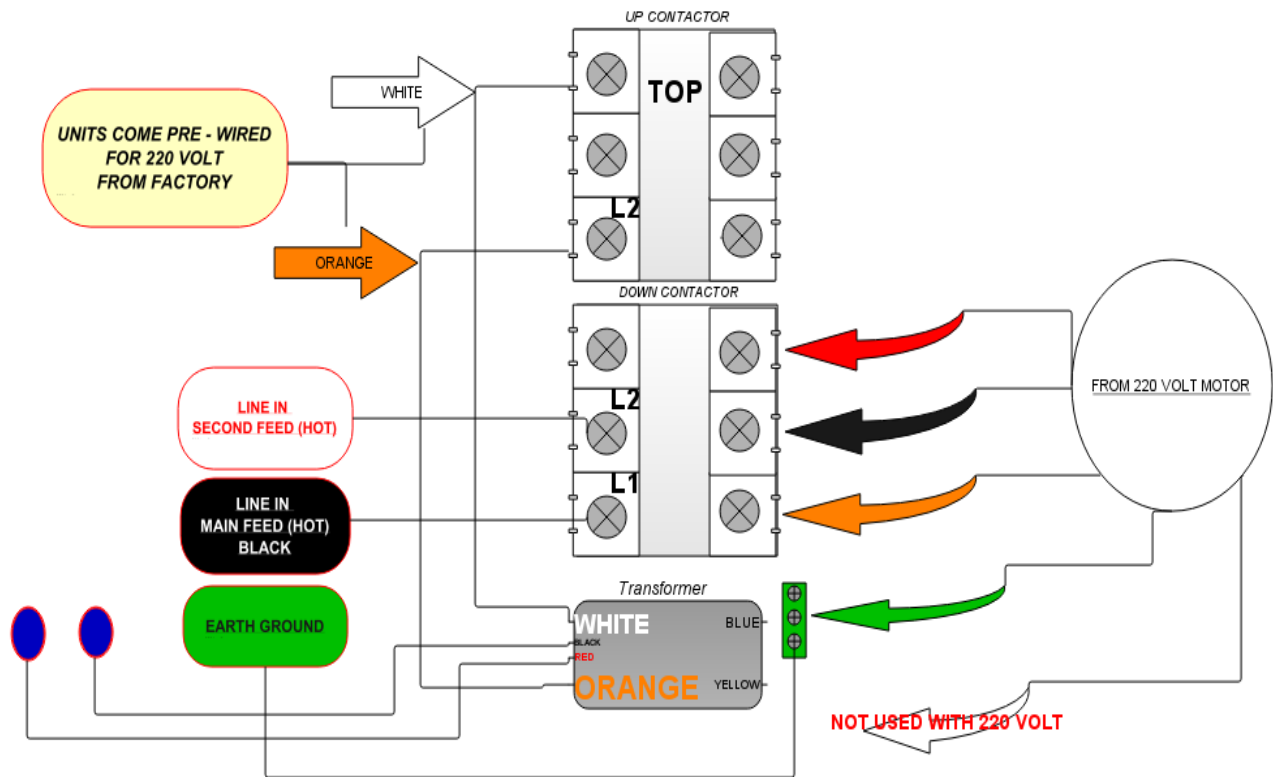 UP CONTACTOR
WHITE
TOP
UNITS COME PRE - WIRED
FOR 220 VOLT
FROM FACTORY
L2
ORANGE
DOWN CONTACTOR
FROM 220 VOLT MOTOR
LINE IN
SECOND FEED (HOT)
L2
L1
LINE IN
MAIN FEED (HOT)
BLACK
Transformer
EARTH GROUND
WHITE
BLUE
BLACK
RED
ORANGE
YELLOW
NOT USED WITH 220 VOLT